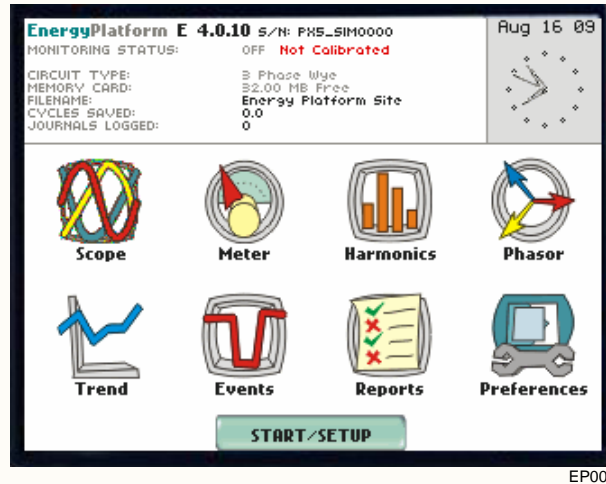 EnergyPlatform E 4.0.10 S/N: PX5_SIM0000
Aug 16 09
MONITORING STATUS: OFF Not Calibrated
CIRCUIT TYPE: 3 Phase Wye
MEMORY CARD: 32.00 MB Free
FILENAME: Energy Platform Site
CYCLES SAVED: 0.0
JOURNALS LOGGED: 0
Scope Meter Harmonics Phasor
Trend Events Reports Preferences
START/SETUP
EP00